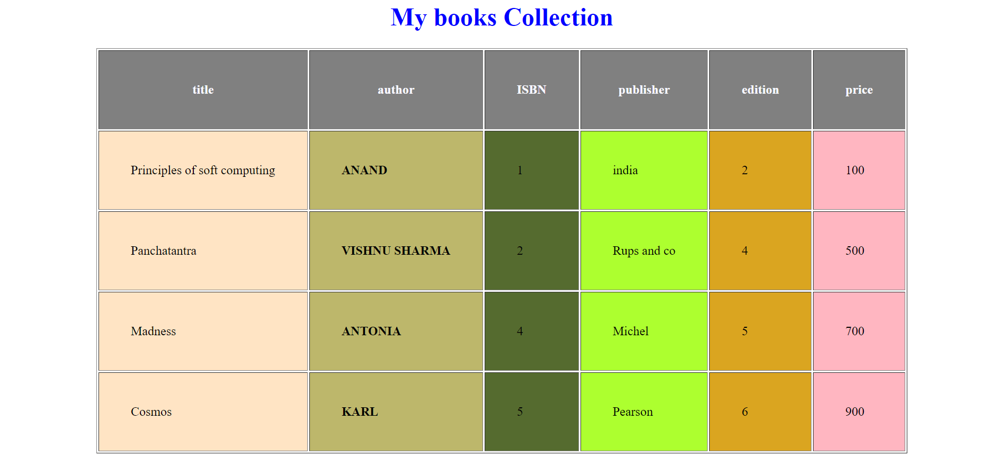 My books Collection
title author ISBN publisher edition price
Principles of soft computing ANAND 1 india 2 100
Panchatantra VISHNU SHARMA 2 Rups and co 4 500
Madness ANTONIA 4 Michel 5 700
Cosmos KARL 5 Pearson 6 900